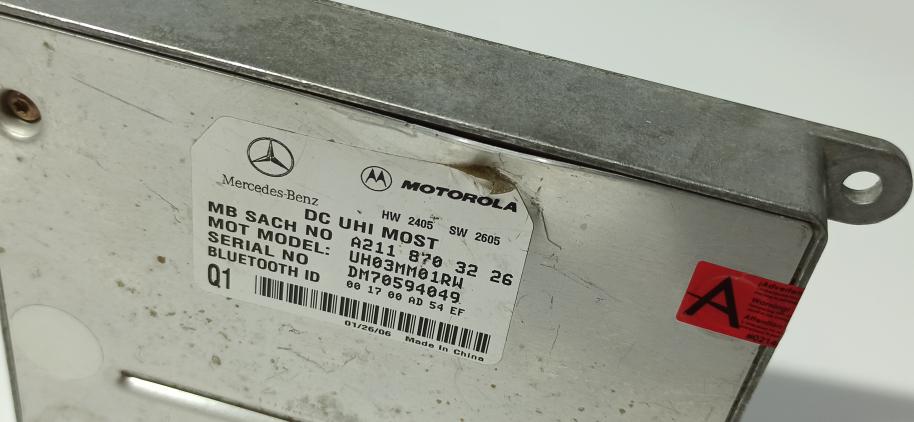 Mercedes-Benz
MOTOROLA
HW 2405 SW 2605
DC UHI MOST
MB SACH NO A211 870 32 26
MOT MODEL: UH03MM01RW
SERIAL NO DM70594049
BLUETOOTH ID 00 17 00 AD 54 EF
Q1
01/26/06
Made in China
A